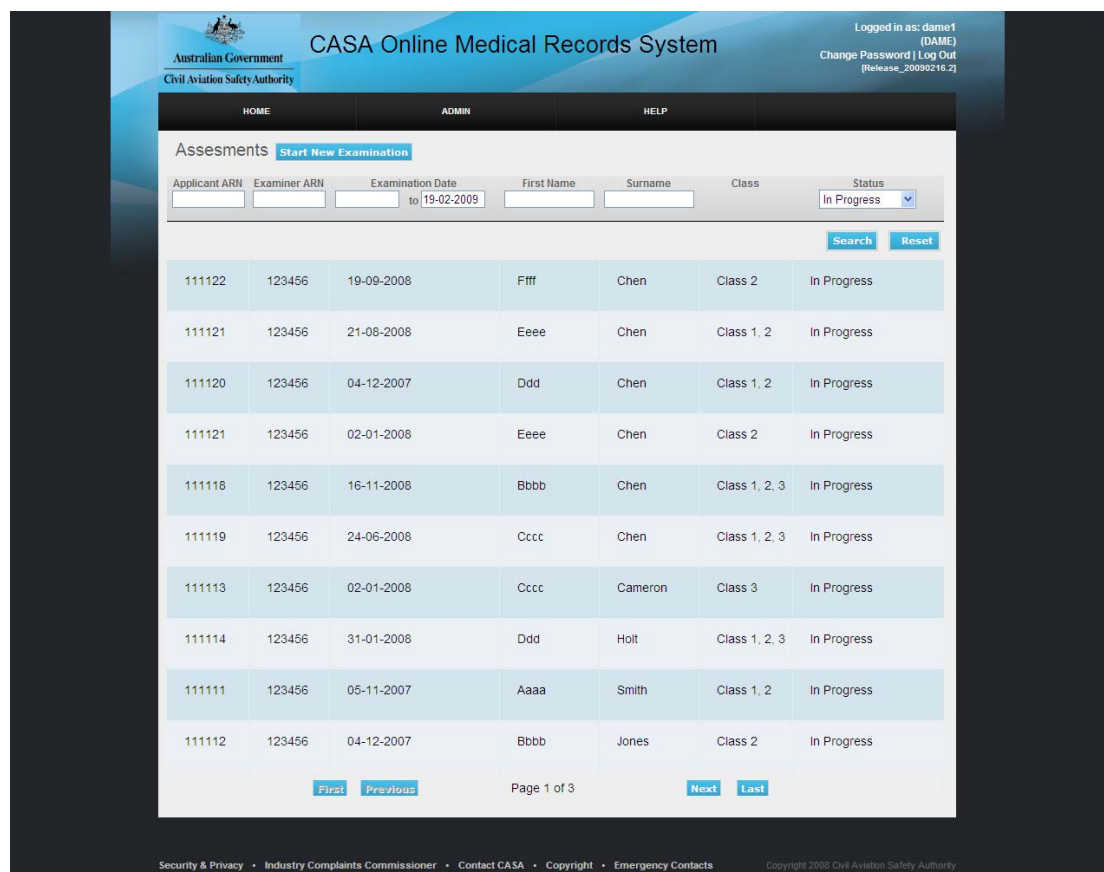 Australian Government
Civil Aviation Safety Authority
CASA Online Medical Records System
Logged in as: dame1
(DAME)
Change Password | Log Out
[Release_20090216.2]
HOME ADMIN HELP
Assesments Start New Examination
Applicant ARN Examiner ARN Examination Date First Name Surname Class Status
to 19-02-2009 In Progress
Search Reset
111122 123456 19-09-2008 Ffff Chen Class 2 In Progress
111121 123456 21-08-2008 Eeee Chen Class 1, 2 In Progress
111120 123456 04-12-2007 Ddd Chen Class 1, 2 In Progress
111121 123456 02-01-2008 Eeee Chen Class 2 In Progress
111118 123456 16-11-2008 Bbbb Chen Class 1, 2, 3 In Progress
111119 123456 24-06-2008 Cccc Chen Class 1, 2, 3 In Progress
111113 123456 02-01-2008 Cccc Cameron Class 3 In Progress
111114 123456 31-01-2008 Ddd Holt Class 1, 2, 3 In Progress
111111 123456 05-11-2007 Aaaa Smith Class 1, 2 In Progress
111112 123456 04-12-2007 Bbbb Jones Class 2 In Progress
First Previous Page 1 of 3 Next Last
Security & Privacy • Industry Complaints Commissioner • Contact CASA • Copyright • Emergency Contacts Copyright 2008 Civil Aviation Safety Authority